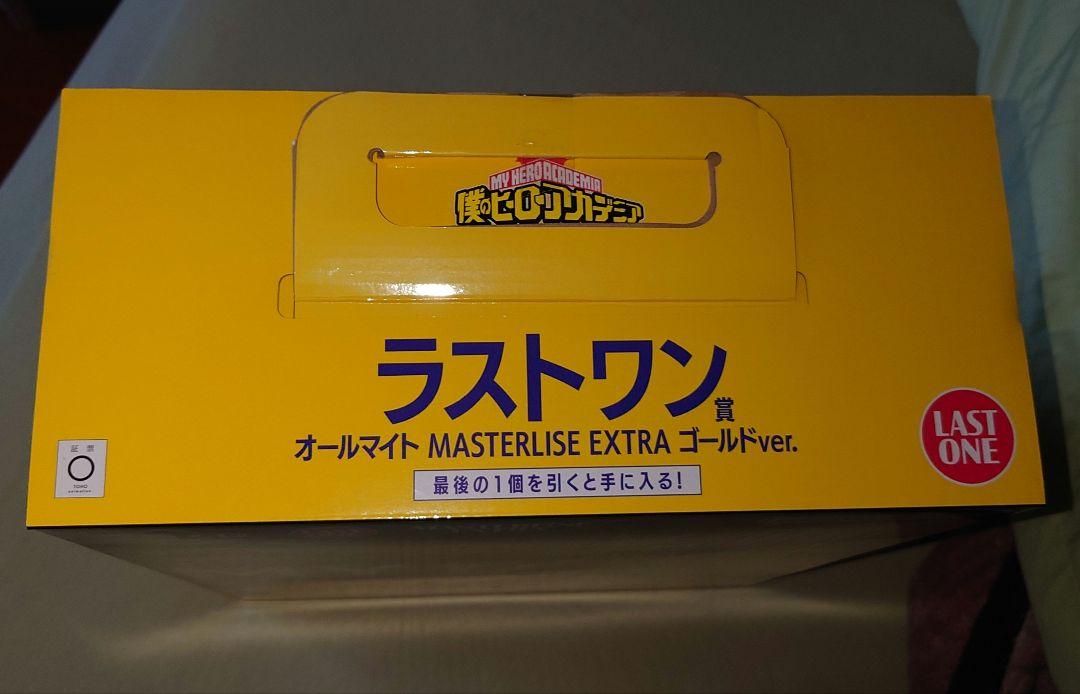 MY HERO ACADEMIA
僕のヒーローアカデミア
ラストワン賞
オールマイト MASTERLISE EXTRA ゴールドver.
最後の1個を引くと手に入る!
LAST
ONE
証票
TOHO
animation